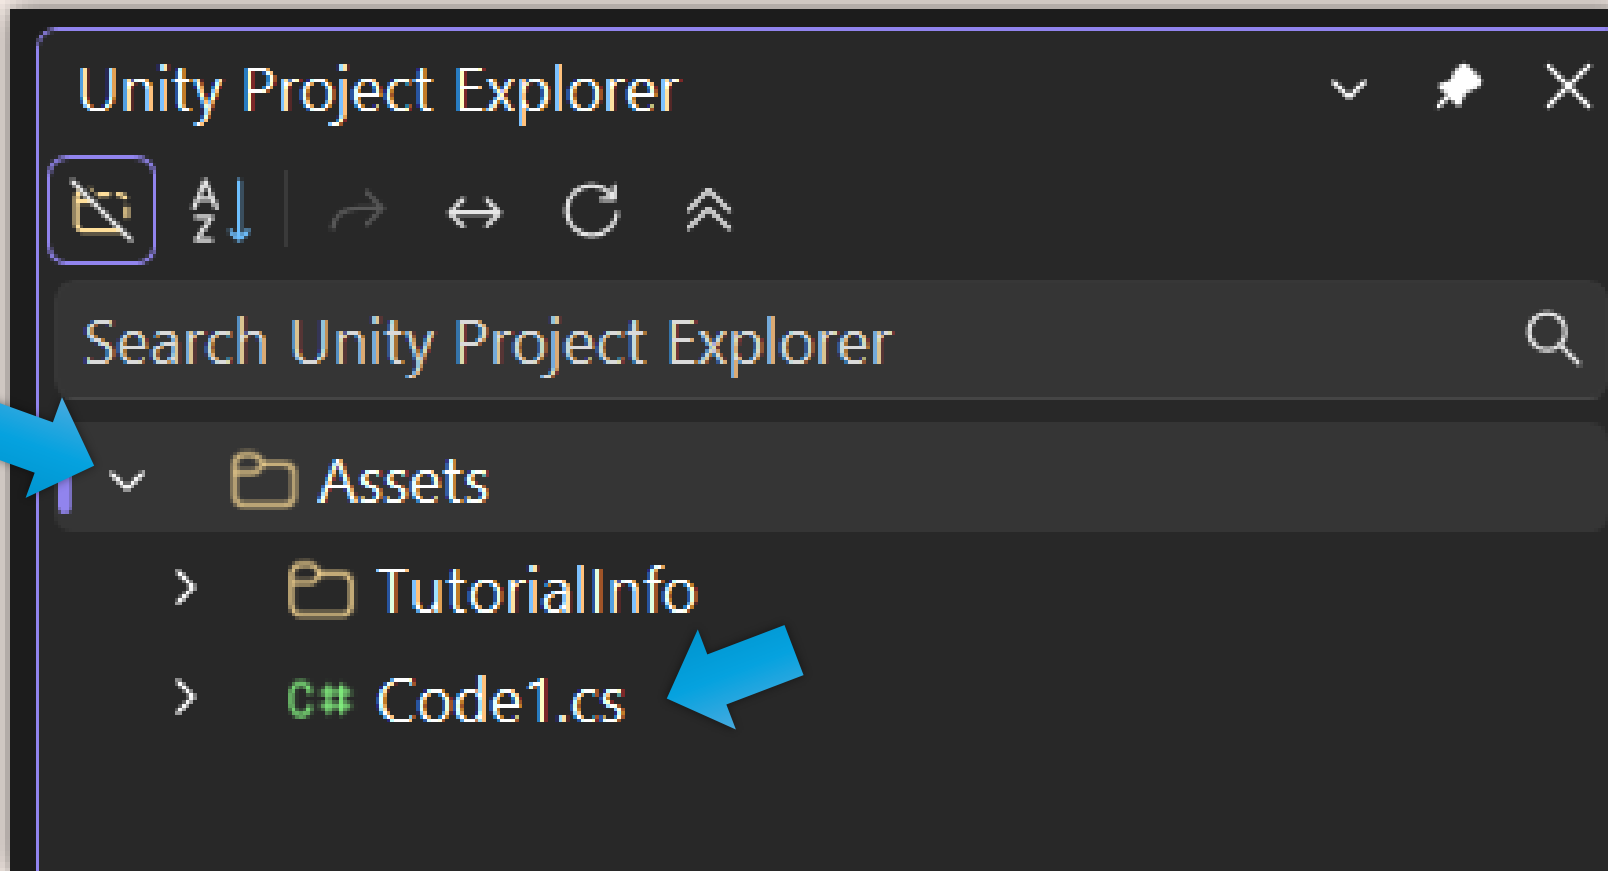 Unity Project Explorer
A
Z
Search Unity Project Explorer
Assets
TutorialInfo
C# Code1.cs